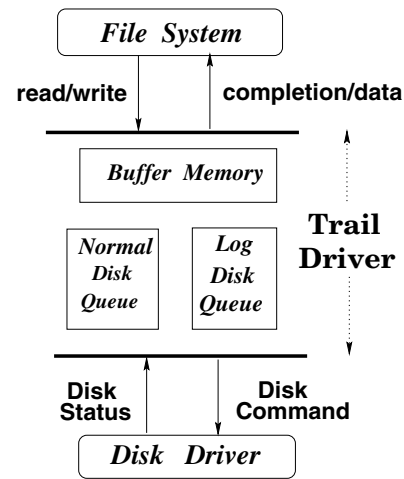 File System
read/write
completion/data
Buffer Memory
Normal
Disk
Queue
Log
Disk
Queue
Trail
Driver
Disk
Status
Disk
Command
Disk Driver